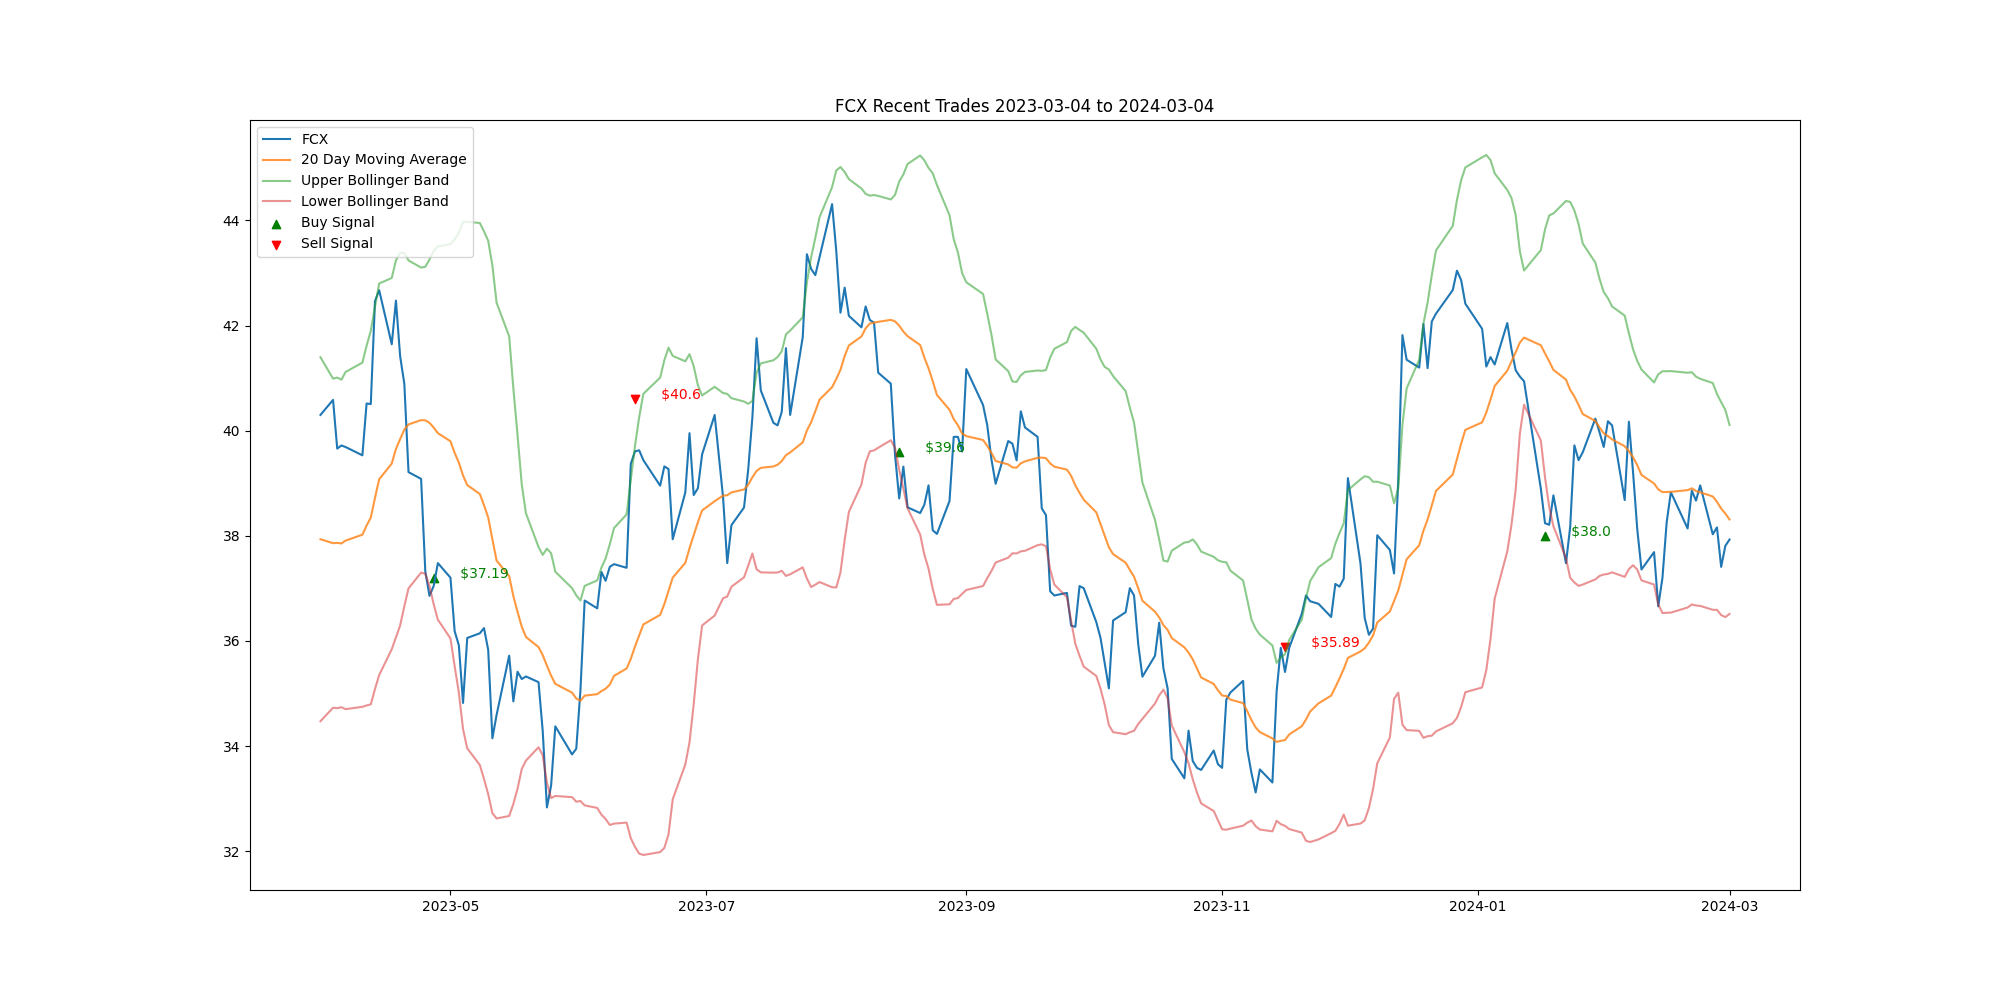 FCX Recent Trades 2023-03-04 to 2024-03-04
FCX
20 Day Moving Average
Upper Bollinger Band
Lower Bollinger Band
Buy Signal
Sell Signal
44
42
40
38
36
34
32
$40.6
$39.6
$37.19
$38.0
$35.89
2023-05
2023-07
2023-09
2023-11
2024-01
2024-03